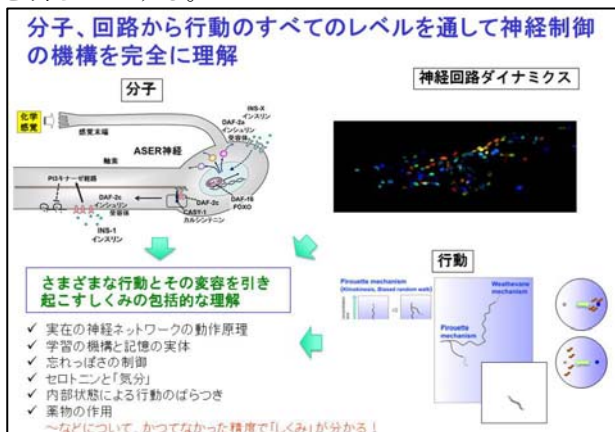 分子、回路から行動のすべてのレベルを通して神経制御
の機構を完全に理解
分子
神経回路ダイナミクス
化学
感覚
感覚末端
ASER神経
軸索
INS-X
インスリン
DAF-2a
インシュリン
受容体
PI3キナーゼ経路
DAF-2c
インシュリン
受容体
DAF-2c
CASY-1
カルシンテニン
DAF-16
FOXO
INS-1
インスリン
行動
Pirouette mechanism
(Klinokinesis, Biased random walk)
Weathervane
mechanism
Pirouette
mechanism
さまざまな行動とその変容を引き
起こすしくみの包括的な理解
✓ 実在の神経ネットワークの動作原理
✓ 学習の機構と記憶の実体
✓ 忘れっぽさの制御
✓ セロトニンと「気分」
✓ 内部状態による行動のばらつき
✓ 薬物の作用
～などについて、かつてなかった精度で「しくみ」が分かる！